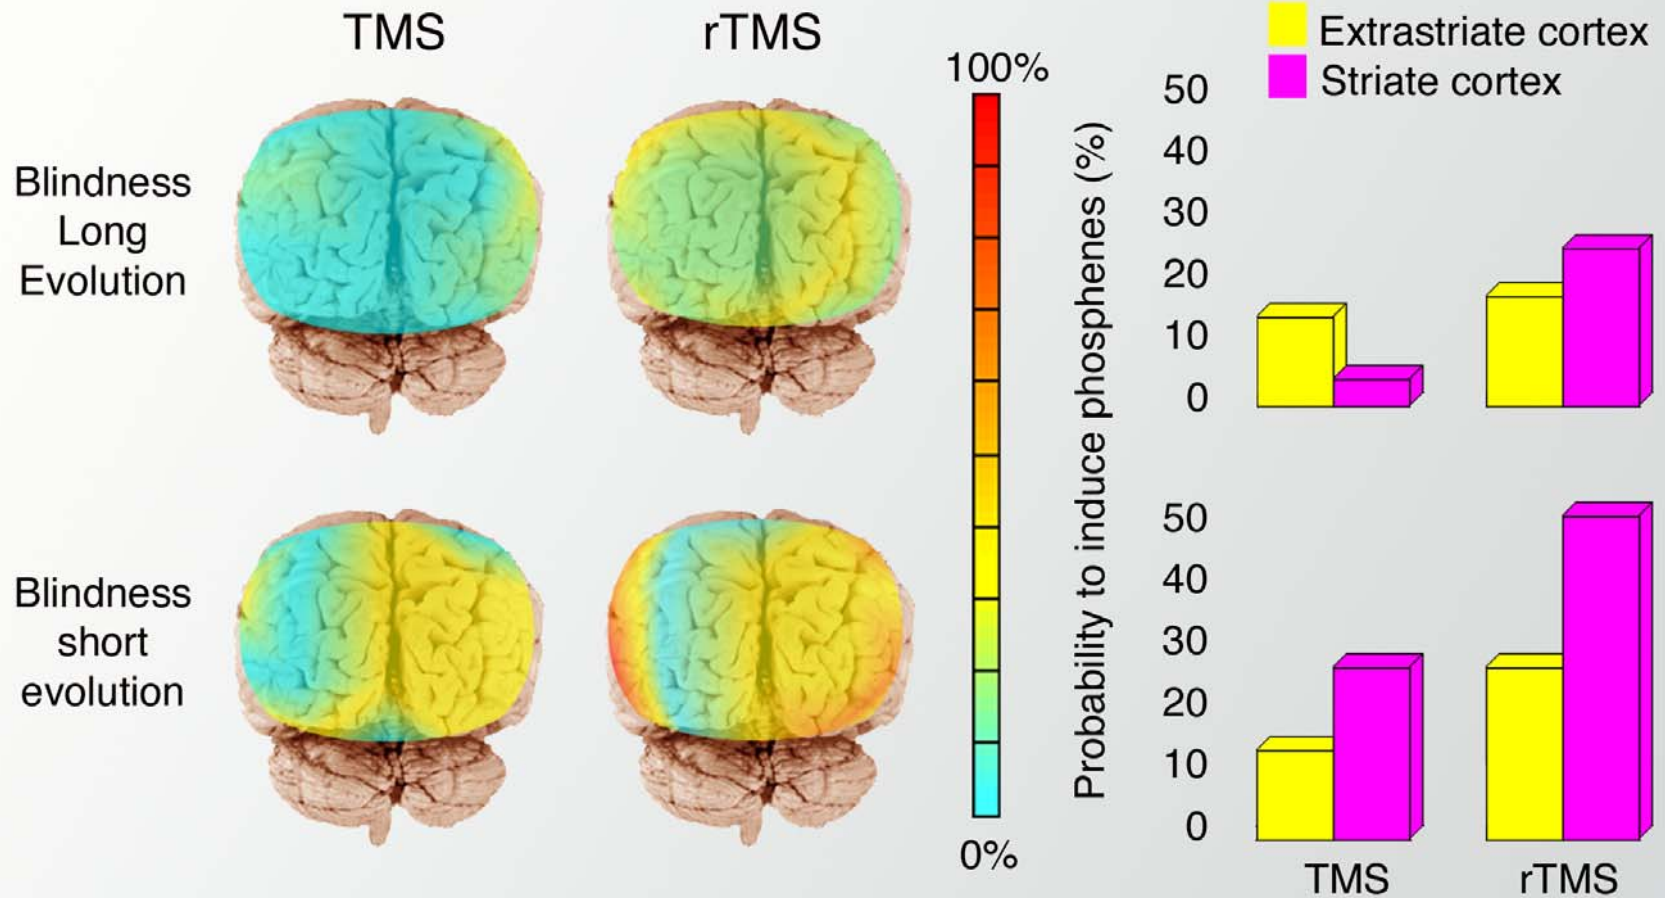 TMS
rTMS
Extrastriate cortex
Striate cortex
Blindness
Long
Evolution
Blindness
short
evolution
100%
0%
Probability to induce phosphenes (%)
50
40
30
20
10
0
50
40
30
20
10
0
TMS
rTMS